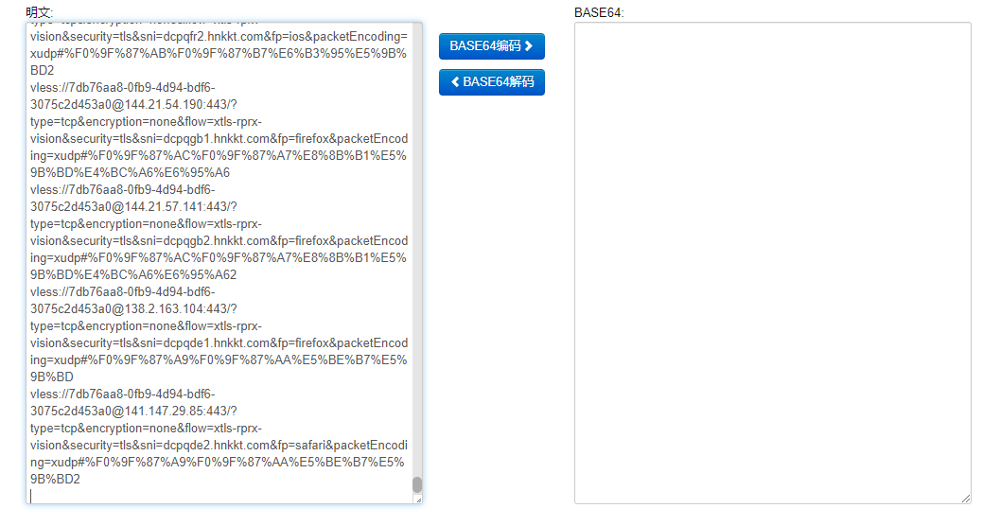 明文:
type=tcp&encryption=none&flow=xtls-rprx-
vision&security=tls&sni=dcpqfr2.hnkkt.com&fp=ios&packetEncoding=
xudp#%F0%9F%87%AB%F0%9F%87%B7%E6%B3%95%E5%9B%
BD2
vless://7db76aa8-0fb9-4d94-bdf6-
3075c2d453a0@144.21.54.190:443/?
type=tcp&encryption=none&flow=xtls-rprx-
vision&security=tls&sni=dcpqgb1.hnkkt.com&fp=firefox&packetEncod
ing=xudp#%F0%9F%87%AC%F0%9F%87%A7%E8%8B%B1%E5%
9B%BD%E4%BC%A6%E6%95%A6
vless://7db76aa8-0fb9-4d94-bdf6-
3075c2d453a0@144.21.57.141:443/?
type=tcp&encryption=none&flow=xtls-rprx-
vision&security=tls&sni=dcpqgb2.hnkkt.com&fp=firefox&packetEncod
ing=xudp#%F0%9F%87%AC%F0%9F%87%A7%E8%8B%B1%E5%
9B%BD%E4%BC%A6%E6%95%A62
vless://7db76aa8-0fb9-4d94-bdf6-
3075c2d453a0@138.2.163.104:443/?
type=tcp&encryption=none&flow=xtls-rprx-
vision&security=tls&sni=dcpqde1.hnkkt.com&fp=firefox&packetEncod
ing=xudp#%F0%9F%87%A9%F0%9F%87%AA%E5%BE%B7%E5%
9B%BD
vless://7db76aa8-0fb9-4d94-bdf6-
3075c2d453a0@141.147.29.85:443/?
type=tcp&encryption=none&flow=xtls-rprx-
vision&security=tls&sni=dcpqde2.hnkkt.com&fp=safari&packetEncodi
ng=xudp#%F0%9F%87%A9%F0%9F%87%AA%E5%BE%B7%E5%
9B%BD2
BASE64编码
BASE64解码
BASE64: